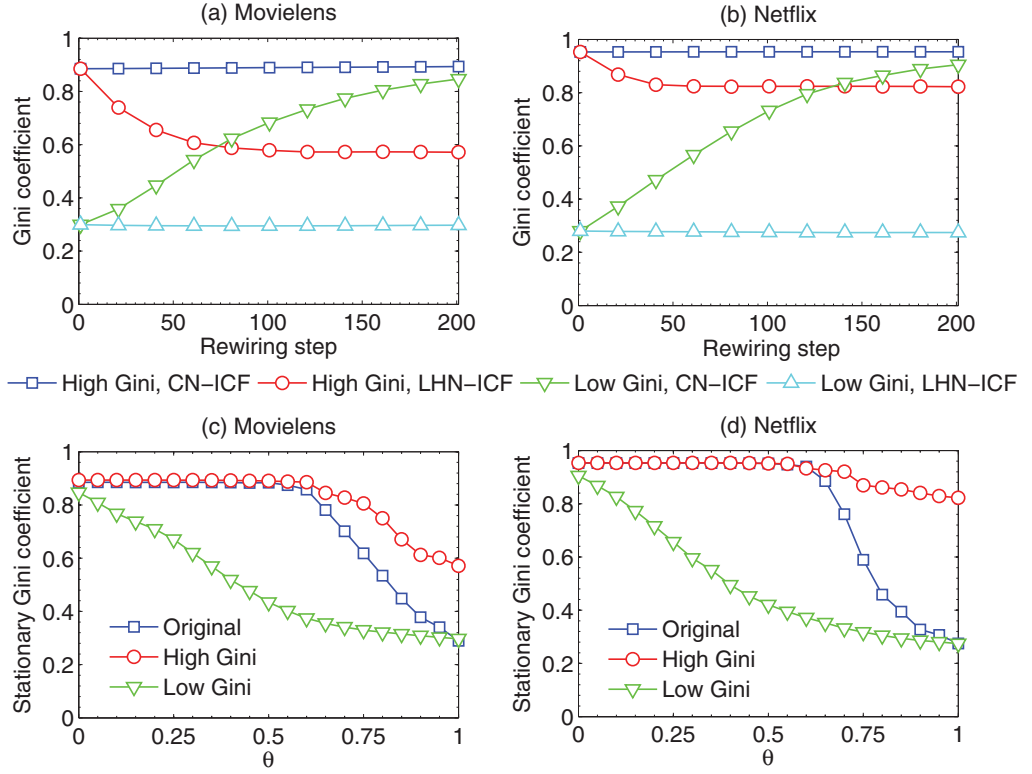 (a) Movielens
Gini coefficient
1
0.8
0.6
0.4
0.2
0
0 50 100 150 200
Rewiring step
(b) Netflix
Gini coefficient
1
0.8
0.6
0.4
0.2
0
0 50 100 150 200
Rewiring step
High Gini, CN−ICF High Gini, LHN−ICF Low Gini, CN−ICF Low Gini, LHN−ICF
(c) Movielens
Stationary Gini coefficient
1
0.8
0.6
0.4
0.2
0
Original
High Gini
Low Gini
0 0.25 0.5 0.75 1
θ
(d) Netflix
Stationary Gini coefficient
1
0.8
0.6
0.4
0.2
0
Original
High Gini
Low Gini
0 0.25 0.5 0.75 1
θ